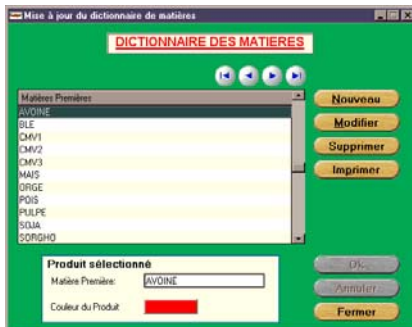 Mise à jour du dictionnaire de matières
DICTIONNAIRE DES MATIERES
Matières Premières
AVOINE
BLE
CMV1
CMV2
CMV3
MAIS
ORGE
POIS
PULPE
SOJA
SORGHO
Nouveau
Modifier
Supprimer
Imprimer
Produit sélectionné
Matière Première: AVOINE
Couleur du Produit
Ok
Annuler
Fermer